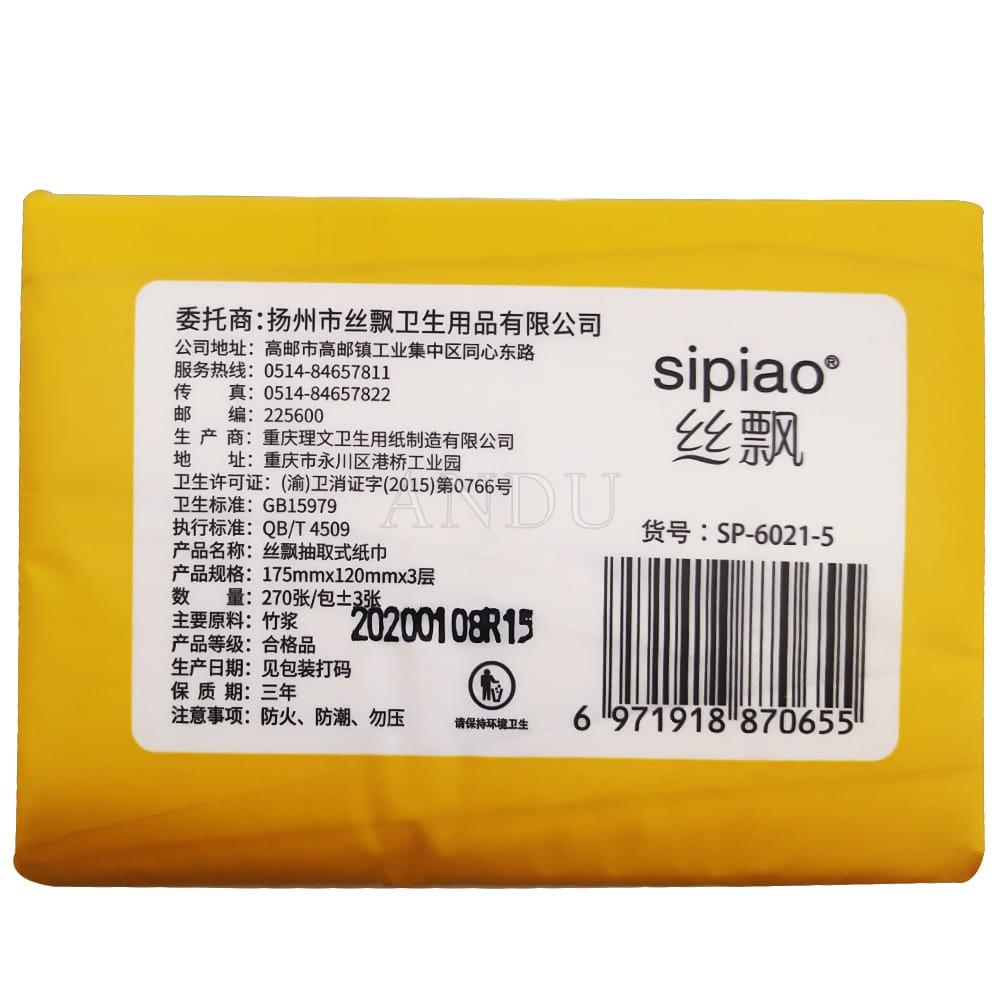 委托商：扬州市丝飘卫生用品有限公司
公司地址：高邮市高邮镇工业集中区同心东路
服务热线：0514-84657811
传 真：0514-84657822
邮 编：225600
生 产 商：重庆理文卫生用纸制造有限公司
地 址：重庆市永川区港桥工业园
卫生许可证：(渝)卫消证字(2015)第0766号
卫生标准：GB15979
执行标准：QB/T 4509
产品名称：丝飘抽取式纸巾
产品规格：175mmx120mmx3层
数 量：270张/包±3张
主要原料：竹浆
产品等级：合格品
生产日期：见包装打码
保 质 期：三年
注意事项：防火、防潮、勿压
20200108R15
请保持环境卫生
sipiao®
丝飘
货号：SP-6021-5
6 971918 870655
ANDU